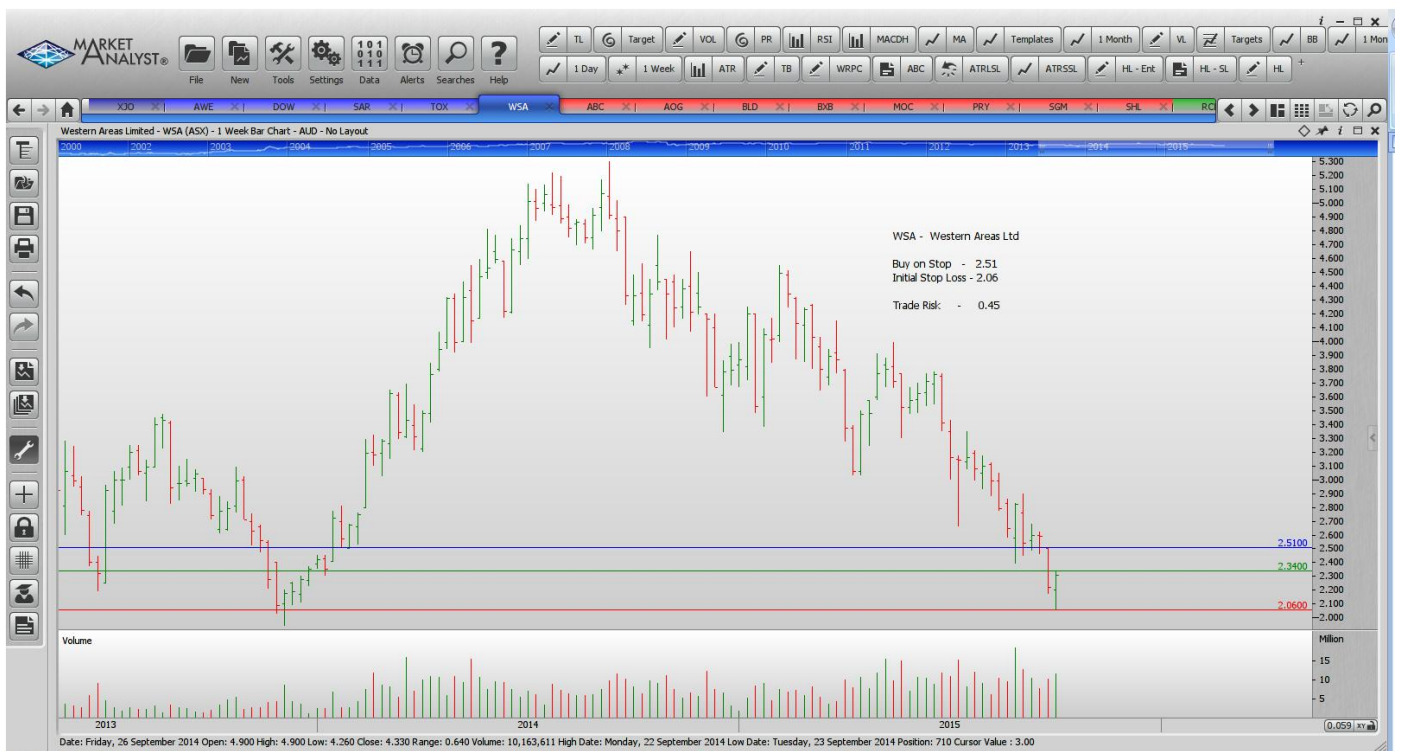 i
MARKET ANALYST®
File New Tools Settings Data Alerts Searches Help
TL Target VOL PR RSI MACDH MA Templates 1 Month VL Targets BB 1 Mon
1 Day 1 Week ATR TB WRPC ABC ATRLSL ATRSSL HL - Ent HL - SL HL +
XJO AWE DOW SAR TOX WSA ABC AOG BLD BXB MOC PRY SGM SHL RCI
Western Areas Limited - WSA (ASX) - 1 Week Bar Chart - AUD - No Layout
2000 2002 2003 2004 2005 2006 2007 2008 2009 2010 2011 2012 2013 2014 2015
5.300
5.200
5.100
5.000
4.900
4.800
4.700
4.600
4.500
4.400
4.300
4.200
4.100
4.000
3.900
3.800
3.700
3.600
3.500
3.400
3.300
3.200
3.100
3.000
2.900
2.800
2.700
2.600
2.500
2.400
2.300
2.200
2.100
2.000
WSA - Western Areas Ltd
Buy on Stop - 2.51
Initial Stop Loss - 2.06
Trade Risk - 0.45
2.5100
2.3400
2.0600
Volume
Million
15
10
5
2013 2014 2015
0.059 XY
Date: Friday, 26 September 2014 Open: 4.900 High: 4.900 Low: 4.260 Close: 4.330 Range: 0.640 Volume: 10,163,611 High Date: Monday, 22 September 2014 Low Date: Tuesday, 23 September 2014 Position: 710 Cursor Value : 3.00